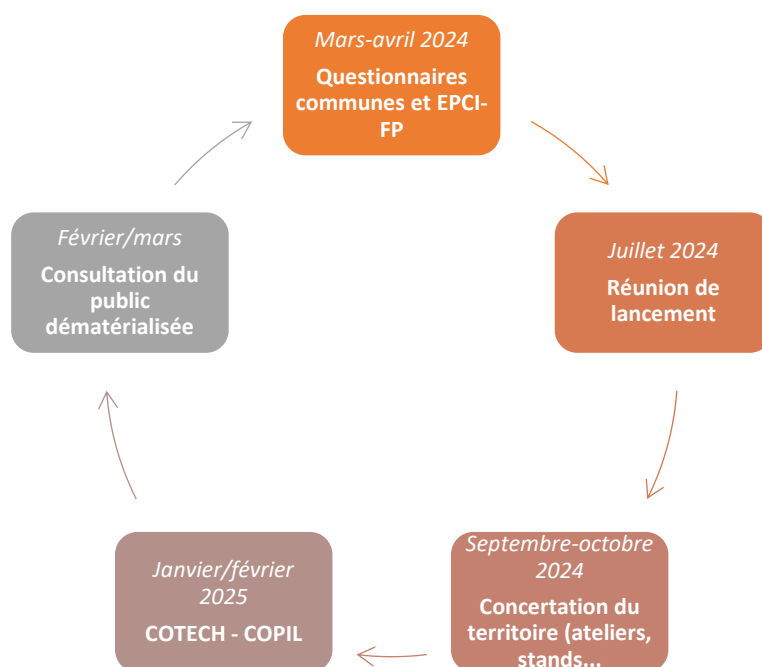 Mars-avril 2024
Questionnaires
communes et EPCI-
FP
Juillet 2024
Réunion de
lancement
Septembre-octobre
2024
Concertation du
territoire (ateliers,
stands...
Janvier/février
2025
COTECH - COPIL
Février/mars
Consultation du
public
dématérialisée